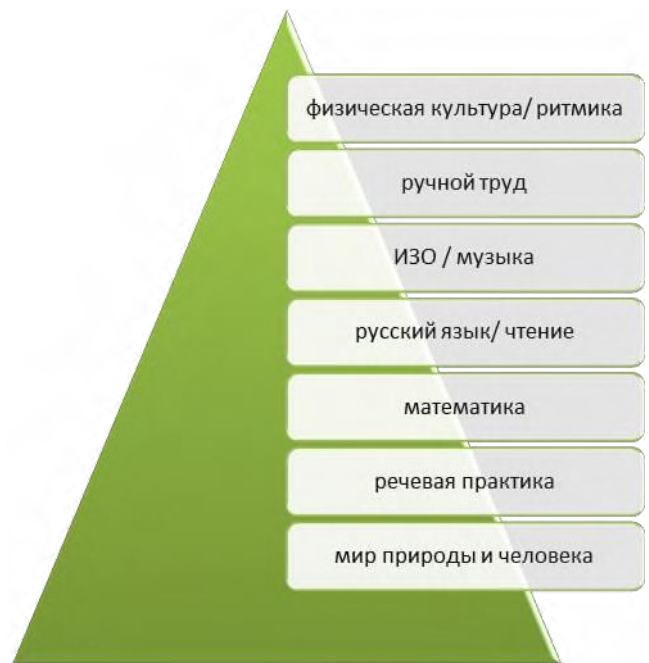 физическая культура/ ритмика
ручной труд
ИЗО / музыка
русский язык/ чтение
математика
речевая практика
мир природы и человека